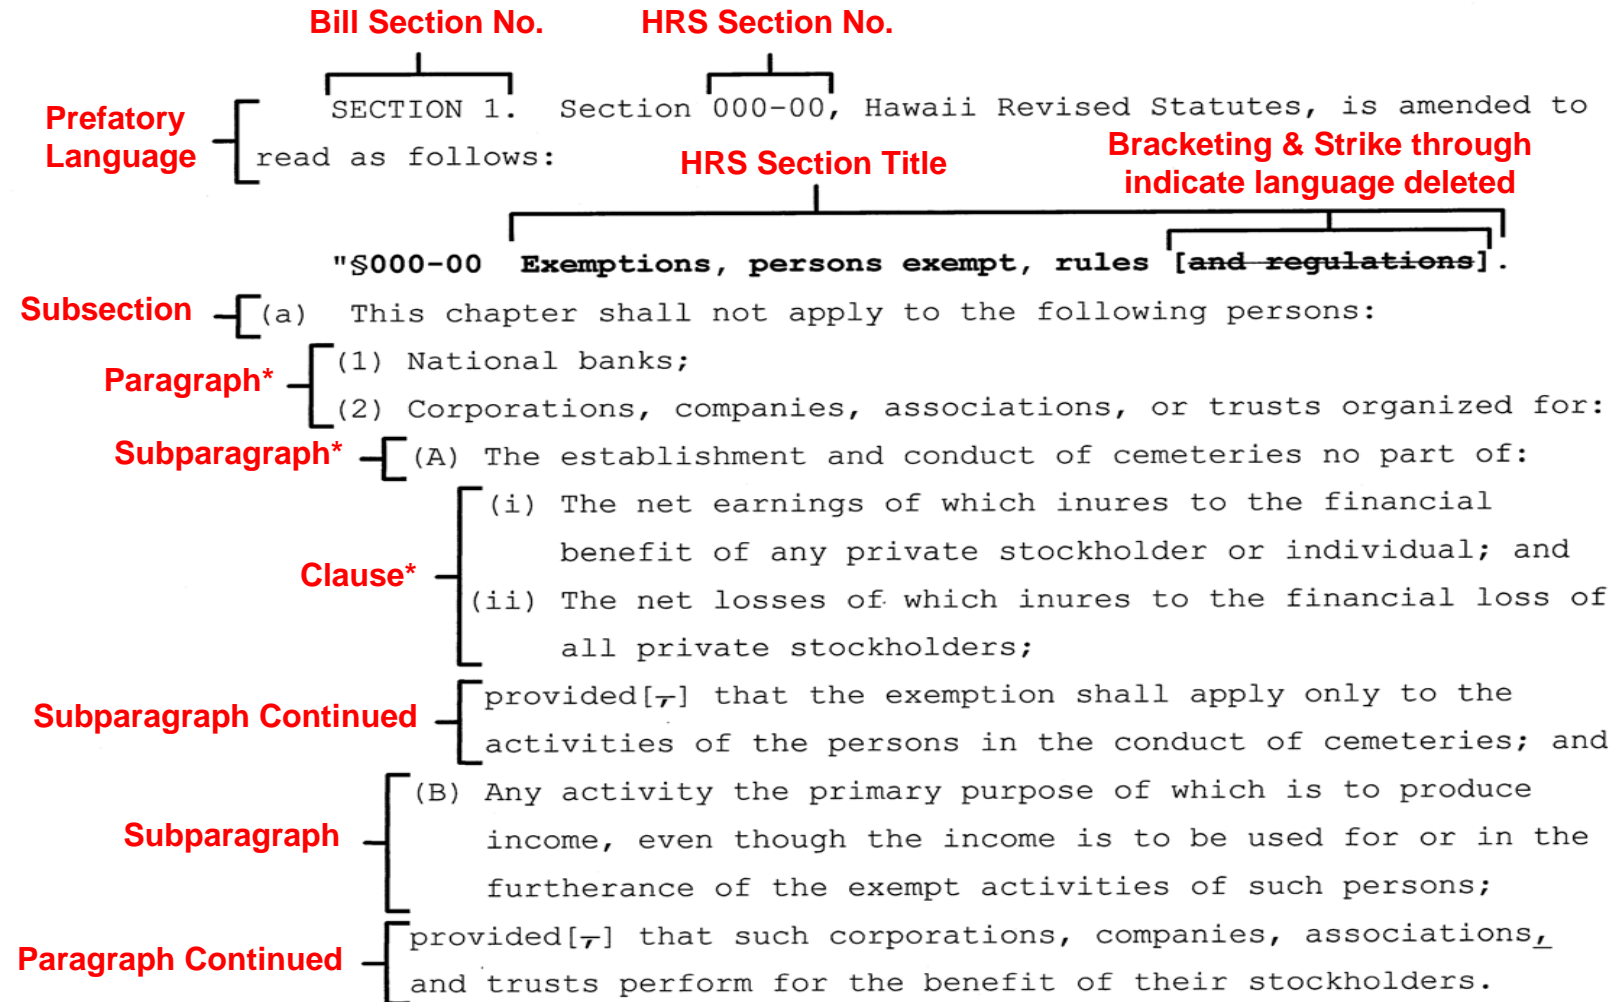 Bill Section No. HRS Section No.
SECTION 1. Section 000-00, Hawaii Revised Statutes, is amended to
Prefatory
Language
read as follows:
HRS Section Title
Bracketing & Strike through
indicate language deleted
"§000-00 Exemptions, persons exempt, rules [and regulations].
Subsection (a) This chapter shall not apply to the following persons:
(1) National banks;
Paragraph*
(2) Corporations, companies, associations, or trusts organized for:
Subparagraph* (A) The establishment and conduct of cemeteries no part of:
(i) The net earnings of which inures to the financial
benefit of any private stockholder or individual; and
Clause*
(ii) The net losses of which inures to the financial loss of
all private stockholders;
provided[,] that the exemption shall apply only to the
Subparagraph Continued
activities of the persons in the conduct of cemeteries; and
(B) Any activity the primary purpose of which is to produce
Subparagraph
income, even though the income is to be used for or in the
furtherance of the exempt activities of such persons;
provided[,] that such corporations, companies, associations,
Paragraph Continued
and trusts perform for the benefit of their stockholders.